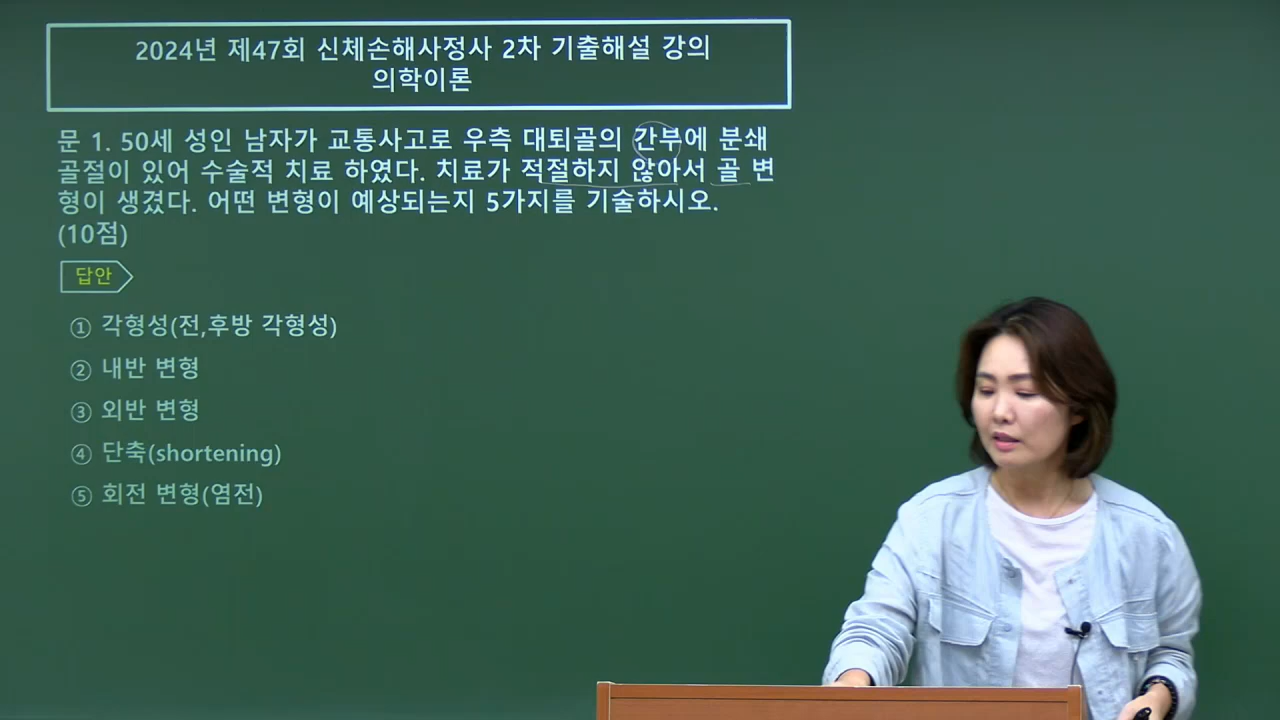 2024년 제47회 신체손해사정사 2차 기출해설 강의
의학이론
문 1. 50세 성인 남자가 교통사고로 우측 대퇴골의 간부에 분쇄
골절이 있어 수술적 치료 하였다. 치료가 적절하지 않아서 골 변
형이 생겼다. 어떤 변형이 예상되는지 5가지를 기술하시오.
(10점)
답안
① 각형성(전,후방 각형성)
② 내반 변형
③ 외반 변형
④ 단축(shortening)
⑤ 회전 변형(염전)